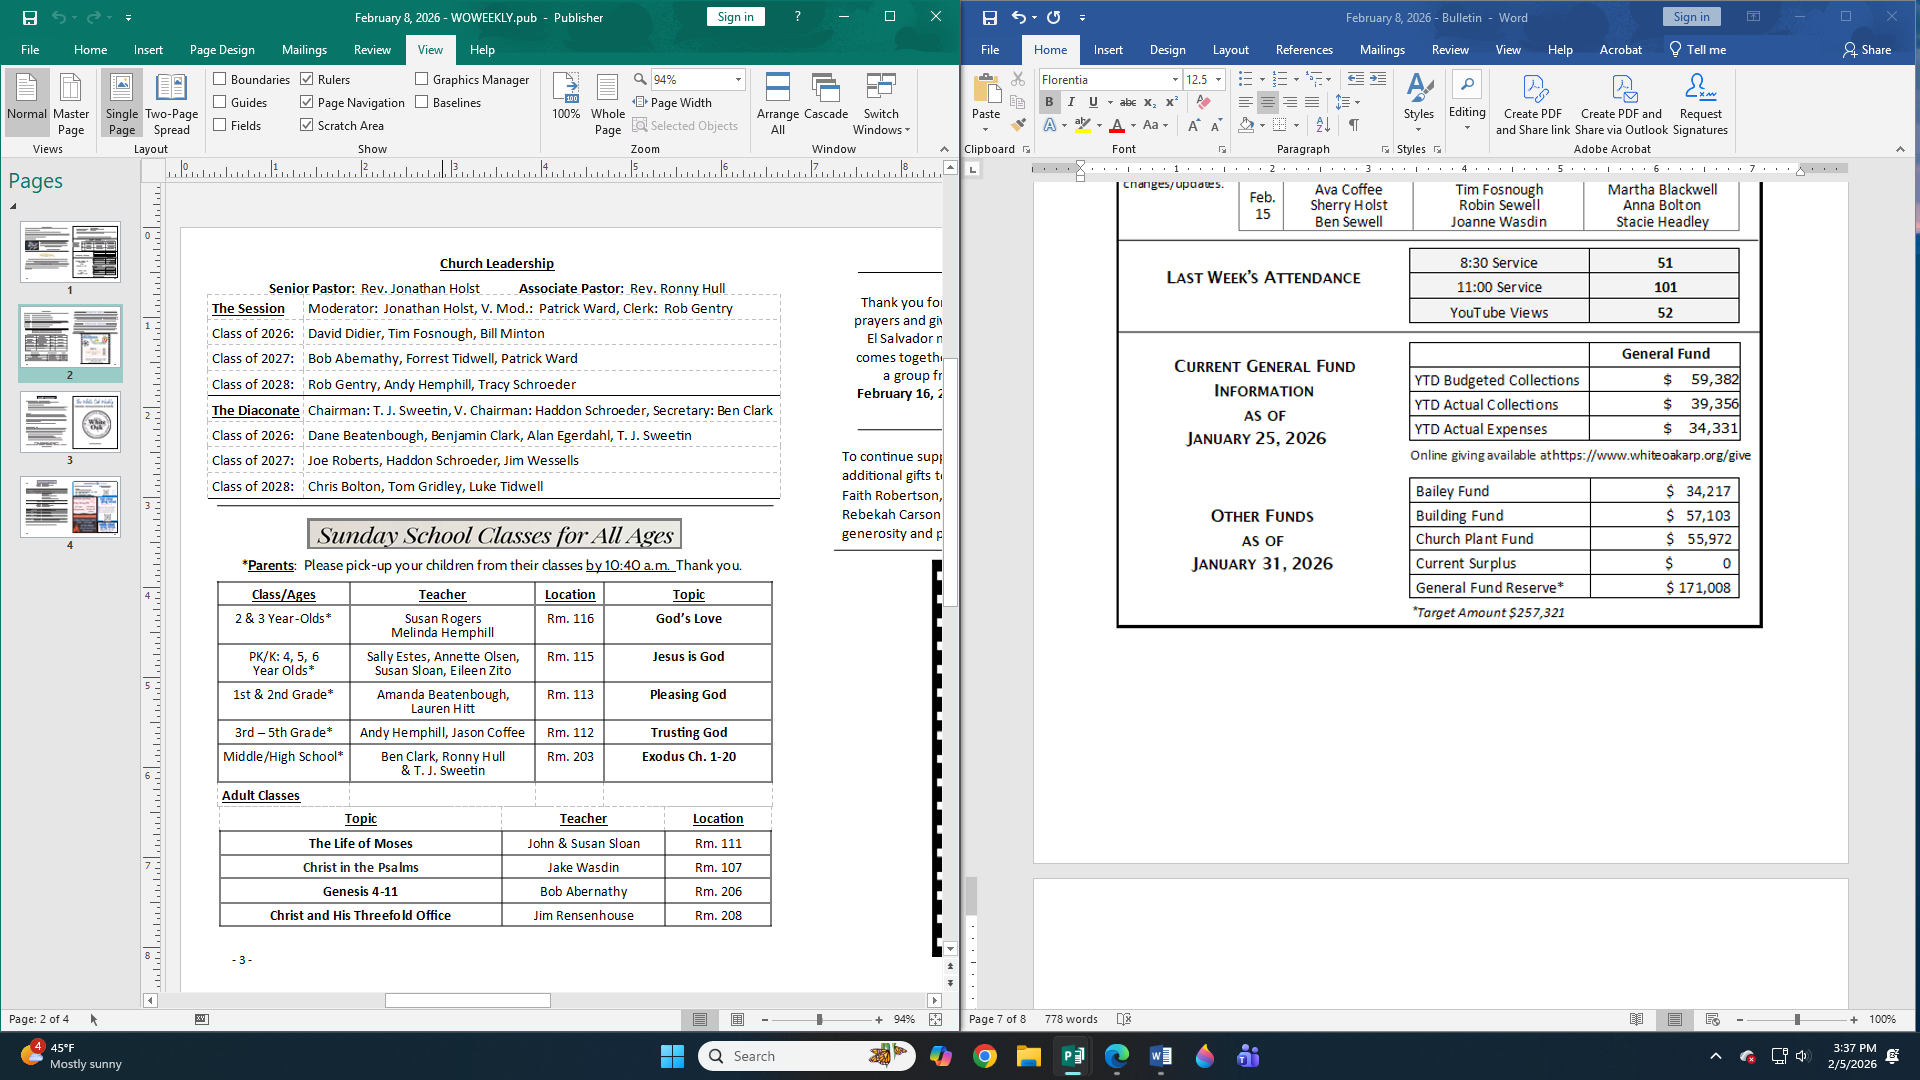 February 8, 2026 - WOWEEKLY.pub - Publisher
Sign in
?
File Home Insert Page Design Mailings Review View Help
Normal
Master Page
Single Page
Two-Page Spread
Boundaries
Guides
Fields
Rulers
Page Navigation
Scratch Area
Graphics Manager
Baselines
100%
Whole Page
94%
Page Width
Selected Objects
Arrange All
Cascade
Switch Windows
Views Layout Show Zoom Window
Pages
1
2
3
4
Church Leadership
Senior Pastor: Rev. Jonathan Holst Associate Pastor: Rev. Ronny Hull
The Session Moderator: Jonathan Holst, V. Mod.: Patrick Ward, Clerk: Rob Gentry
Class of 2026: David Didier, Tim Fosnough, Bill Minton
Class of 2027: Bob Abernathy, Forrest Tidwell, Patrick Ward
Class of 2028: Rob Gentry, Andy Hemphill, Tracy Schroeder
The Diaconate Chairman: T. J. Sweetin, V. Chairman: Haddon Schroeder, Secretary: Ben Clark
Class of 2026: Dane Beatenbough, Benjamin Clark, Alan Egerdahl, T. J. Sweetin
Class of 2027: Joe Roberts, Haddon Schroeder, Jim Wessells
Class of 2028: Chris Bolton, Tom Gridley, Luke Tidwell
Sunday School Classes for All Ages
*Parents: Please pick-up your children from their classes by 10:40 a.m. Thank you.
Class/Ages Teacher Location Topic
2 & 3 Year-Olds* Susan Rogers Rm. 116 God's Love
Melinda Hemphill
PK/K: 4, 5, 6 Sally Estes, Annette Olsen, Rm. 115 Jesus is God
Year Olds* Susan Sloan, Eileen Zito
1st & 2nd Grade* Amanda Beatenbough, Rm. 113 Pleasing God
Lauren Hitt
3rd – 5th Grade* Andy Hemphill, Jason Coffee Rm. 112 Trusting God
Middle/High School* Ben Clark, Ronny Hull Rm. 203 Exodus Ch. 1-20
& T. J. Sweetin
Adult Classes
Topic Teacher Location
The Life of Moses John & Susan Sloan Rm. 111
Christ in the Psalms Jake Wasdin Rm. 107
Genesis 4-11 Bob Abernathy Rm. 206
Christ and His Threefold Office Jim Rensenhouse Rm. 208
- 3 -
Thank you for
prayers and giv
El Salvador
comes togeth
a group fr
February 16, 2
To continue supp
additional gifts t
Faith Robertson,
Rebekah Carson
generosity and p
Page: 2 of 4
94%
February 8, 2026 - Bulletin - Word
Sign in
File Home Insert Design Layout References Mailings Review View Help Acrobat Tell me Share
Paste
Florentia 12.5
Styles
Editing
Create PDF and Share link
Create PDF and Share via Outlook
Request Signatures
Clipboard Font Paragraph Styles Adobe Acrobat
changes/updates.
Feb. 15
Ava Coffee Tim Fosnough Martha Blackwell
Sherry Holst Robin Sewell Anna Bolton
Ben Sewell Joanne Wasdin Stacie Headley
Last Week's Attendance
8:30 Service 51
11:00 Service 101
YouTube Views 52
Current General Fund
Information
as of
January 25, 2026
General Fund
YTD Budgeted Collections $ 59,382
YTD Actual Collections $ 39,356
YTD Actual Expenses $ 34,331
Online giving available athttps://www.whiteoakarp.org/give
Other Funds
as of
January 31, 2026
Bailey Fund $ 34,217
Building Fund $ 57,103
Church Plant Fund $ 55,972
Current Surplus $ 0
General Fund Reserve* $ 171,008
*Target Amount $257,321
Page 7 of 8 778 words
100%
4
45°F
Mostly sunny
Search
3:37 PM
2/5/2026